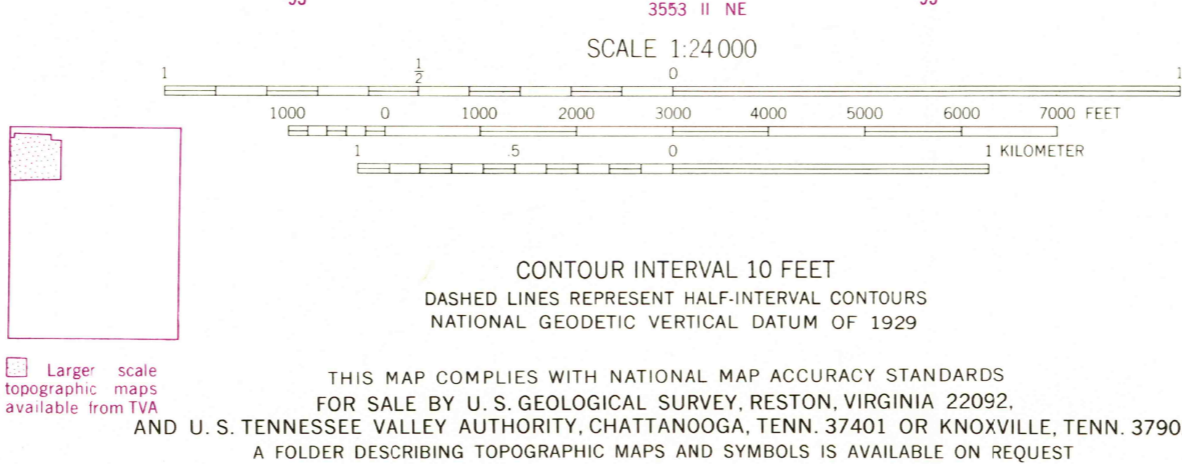 3553 II NE
SCALE 1:24 000
1 ½ 0 1
1000 0 1000 2000 3000 4000 5000 6000 7000 FEET
1 .5 0 1 KILOMETER
CONTOUR INTERVAL 10 FEET
DASHED LINES REPRESENT HALF-INTERVAL CONTOURS
NATIONAL GEODETIC VERTICAL DATUM OF 1929
Larger scale
topographic maps
available from TVA
THIS MAP COMPLIES WITH NATIONAL MAP ACCURACY STANDARDS
FOR SALE BY U. S. GEOLOGICAL SURVEY, RESTON, VIRGINIA 22092,
AND U. S. TENNESSEE VALLEY AUTHORITY, CHATTANOOGA, TENN. 37401 OR KNOXVILLE, TENN. 3790
A FOLDER DESCRIBING TOPOGRAPHIC MAPS AND SYMBOLS IS AVAILABLE ON REQUEST